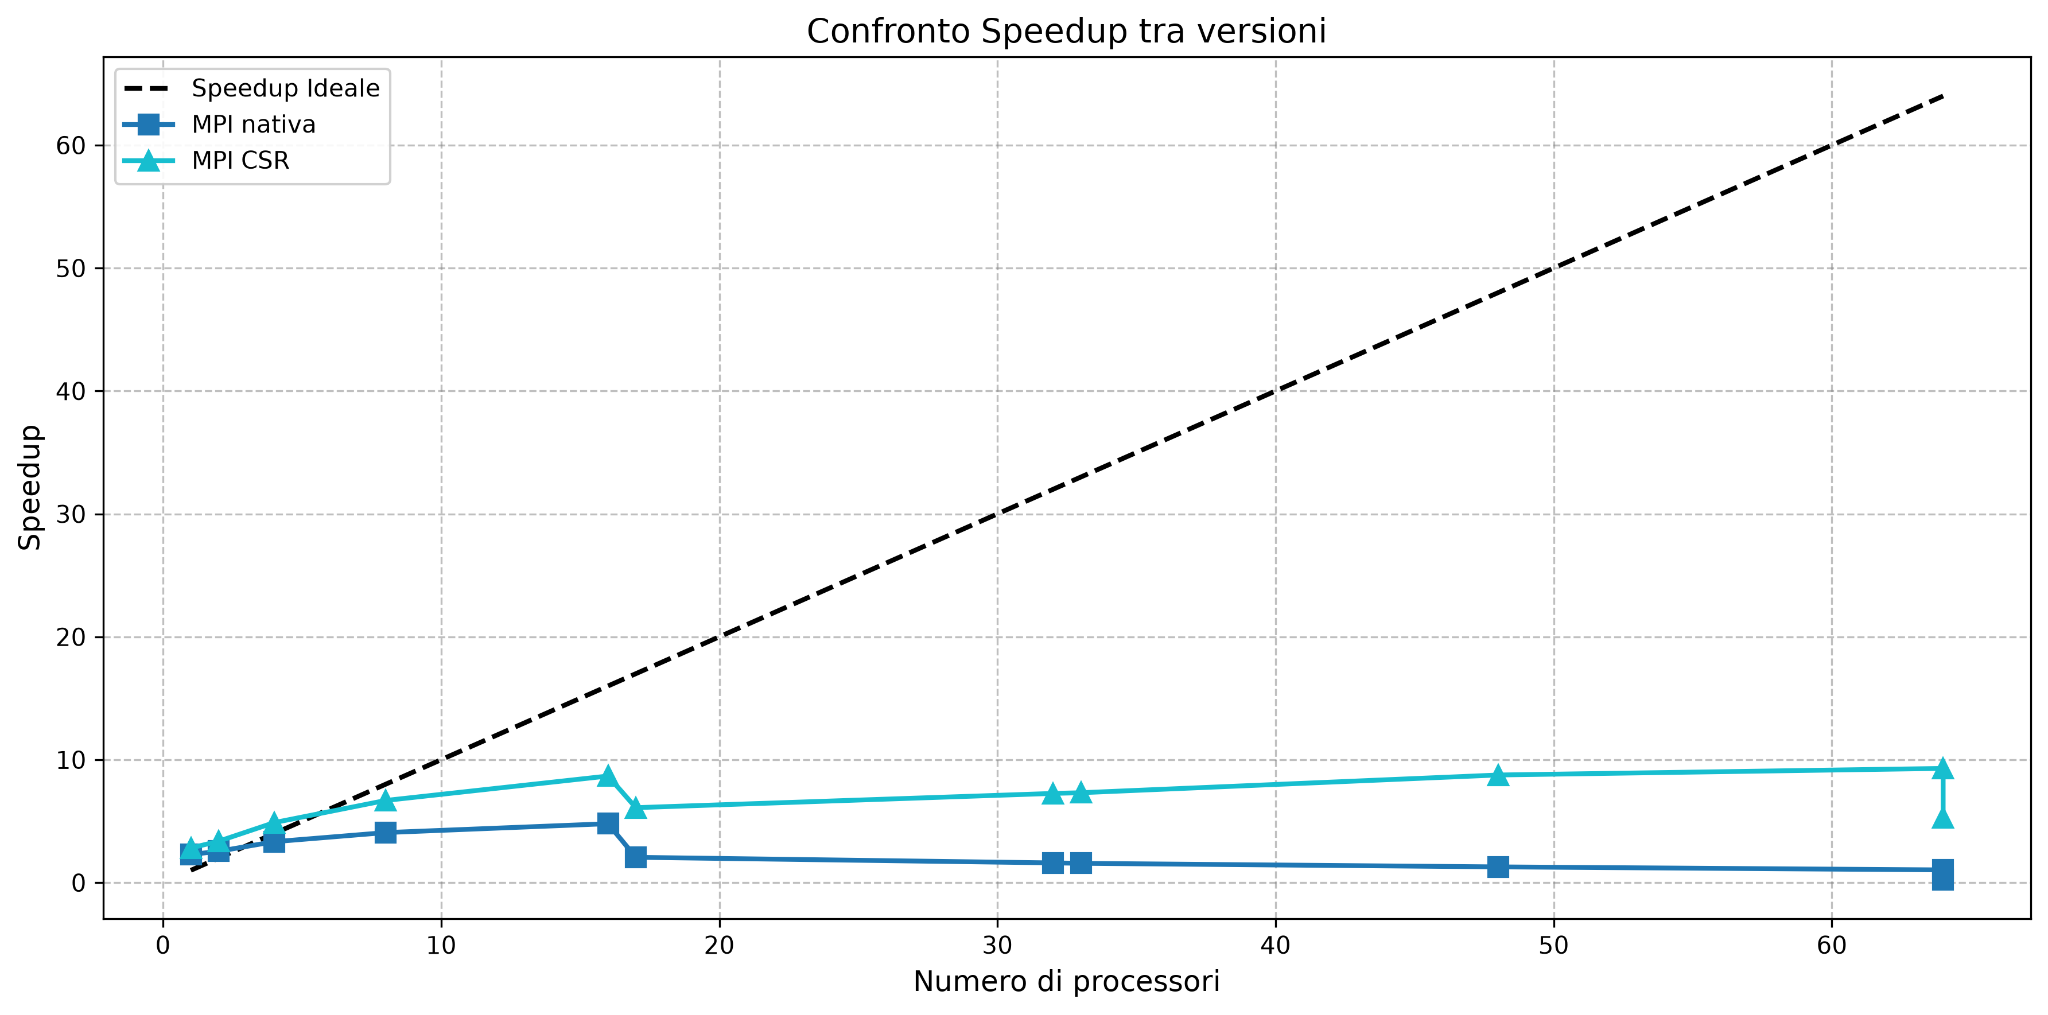 Confronto Speedup tra versioni
Speedup Ideale
MPI nativa
MPI CSR
60
50
40
30
20
10
0
Speedup
0 10 20 30 40 50 60
Numero di processori